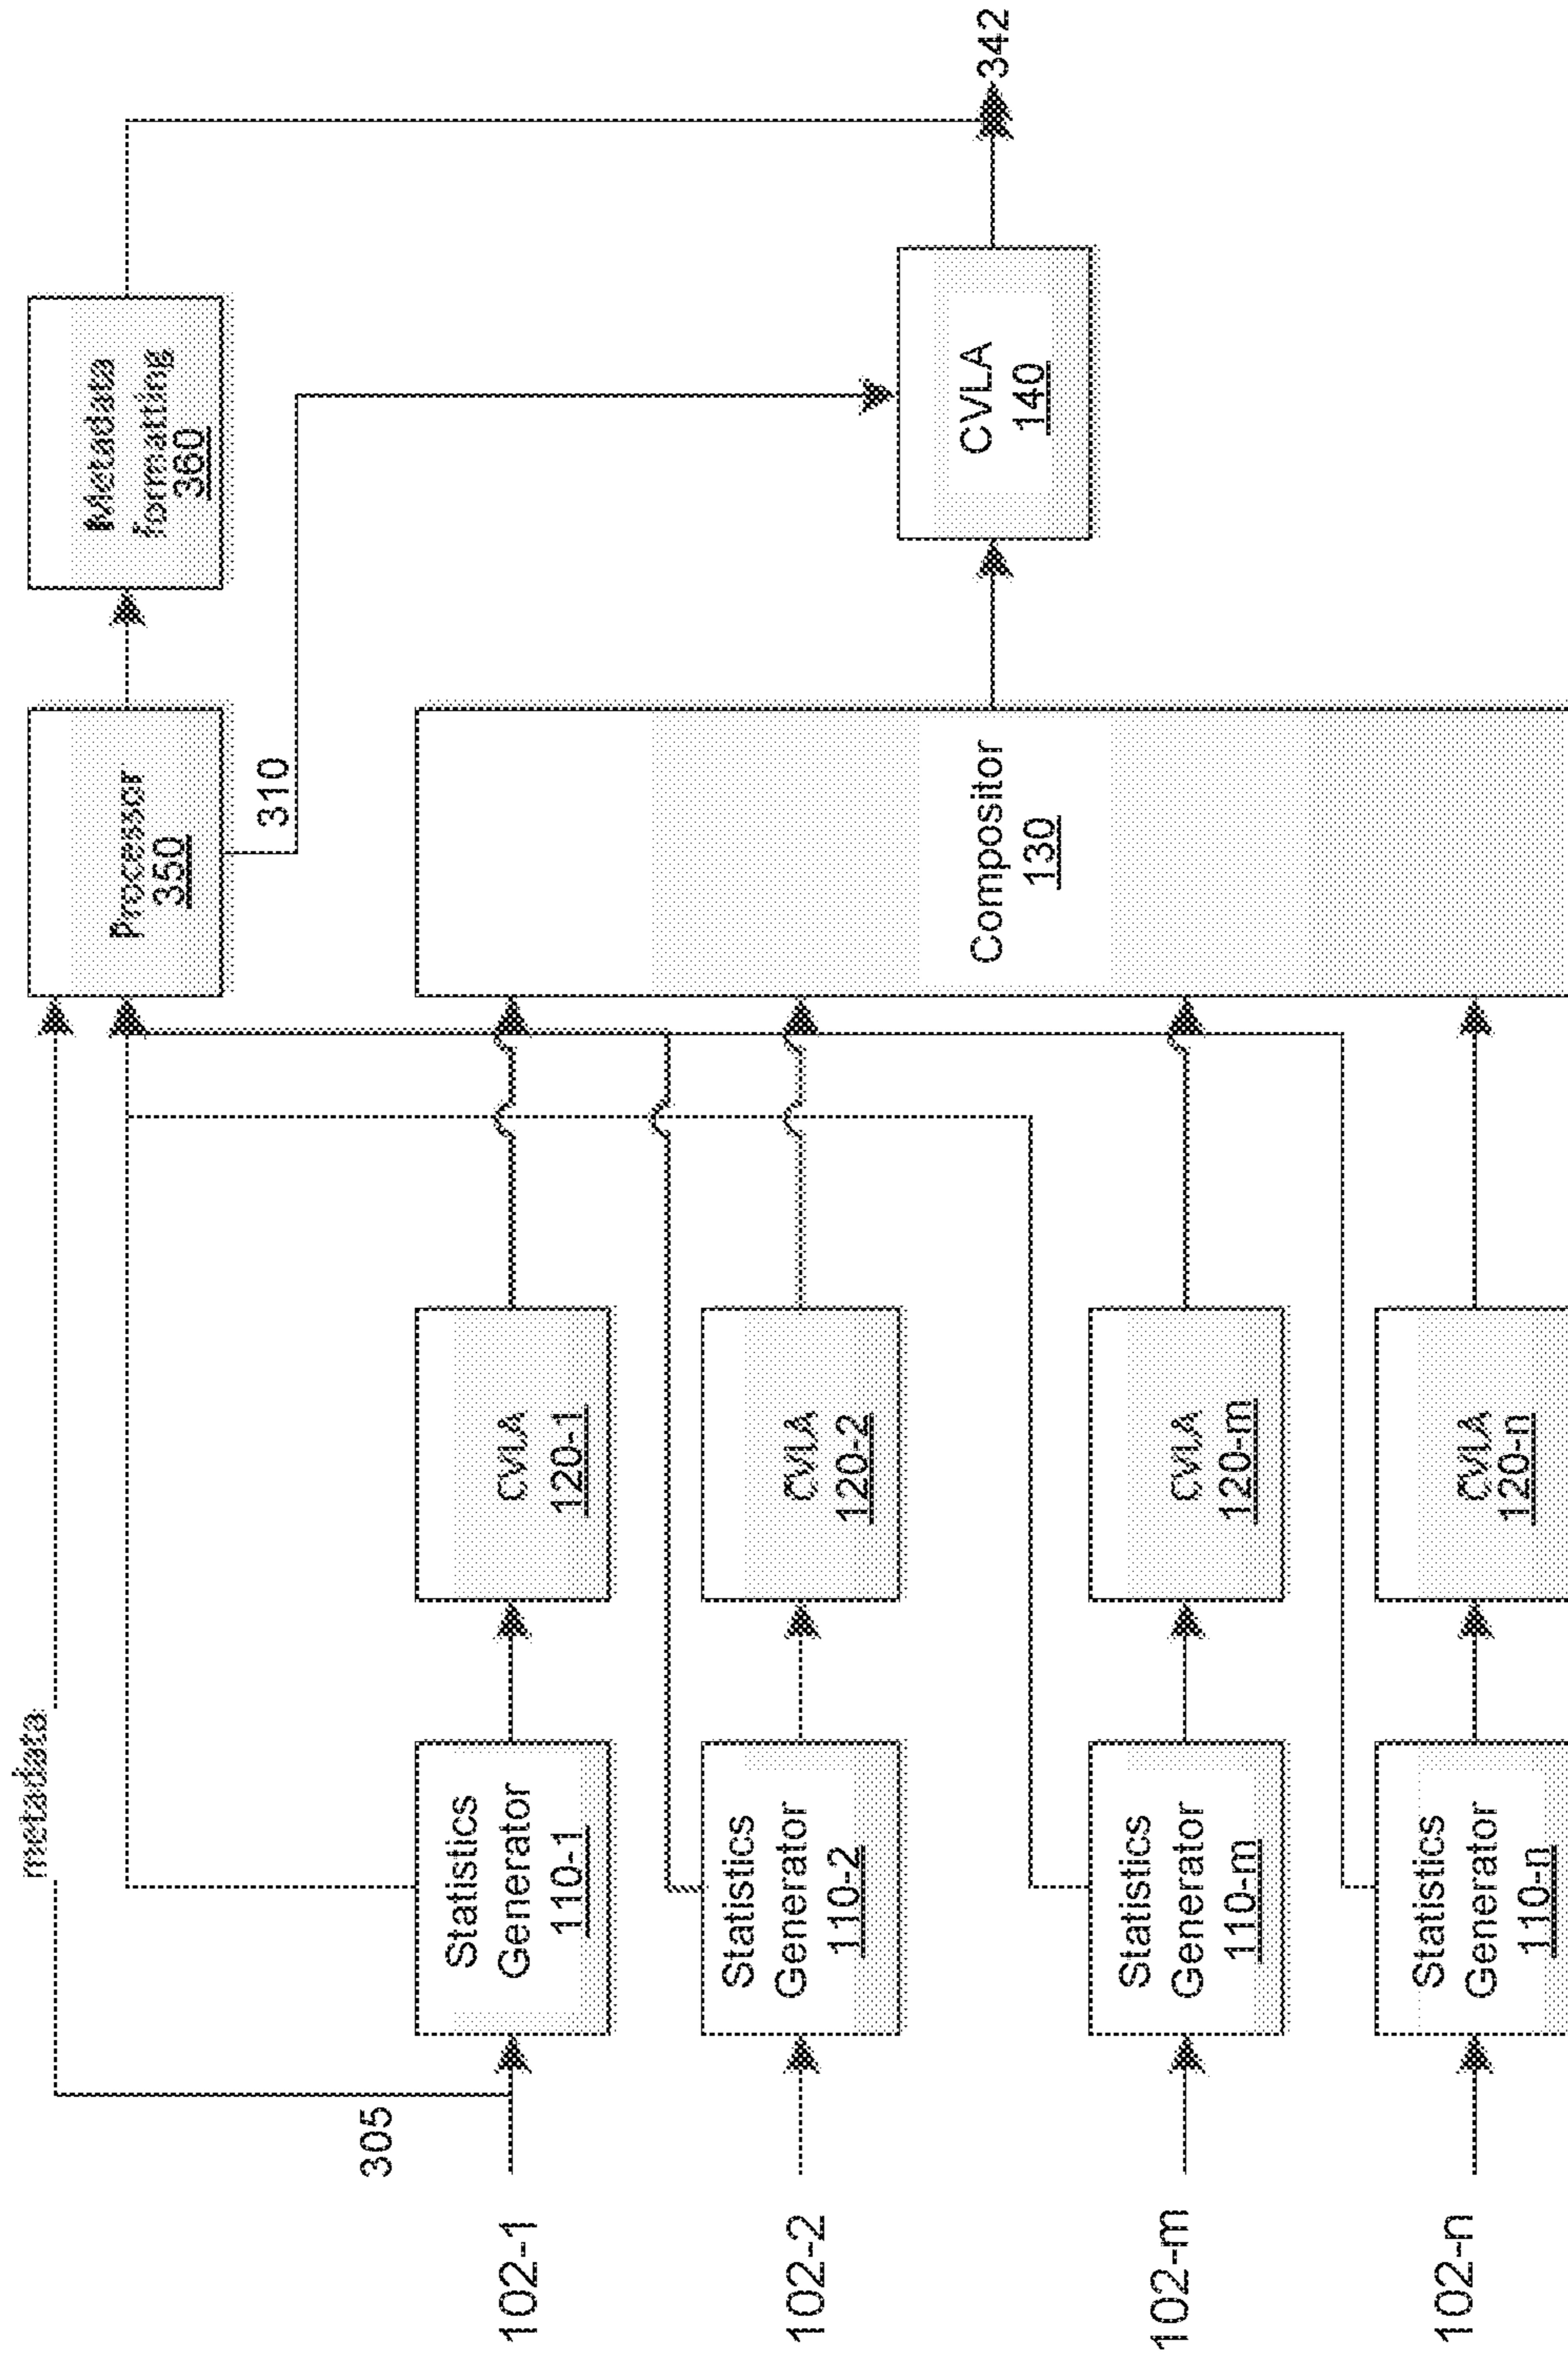 metadata
305
102-1
Statistics
Generator
110-1
CVLA
120-1
Processor
350
310
Metadata
formating
360
102-2
Statistics
Generator
110-2
CVLA
120-2
Compositor
130
CVLA
140
342
102-m
Statistics
Generator
110-m
CVLA
120-m
102-n
Statistics
Generator
110-n
CVLA
120-n